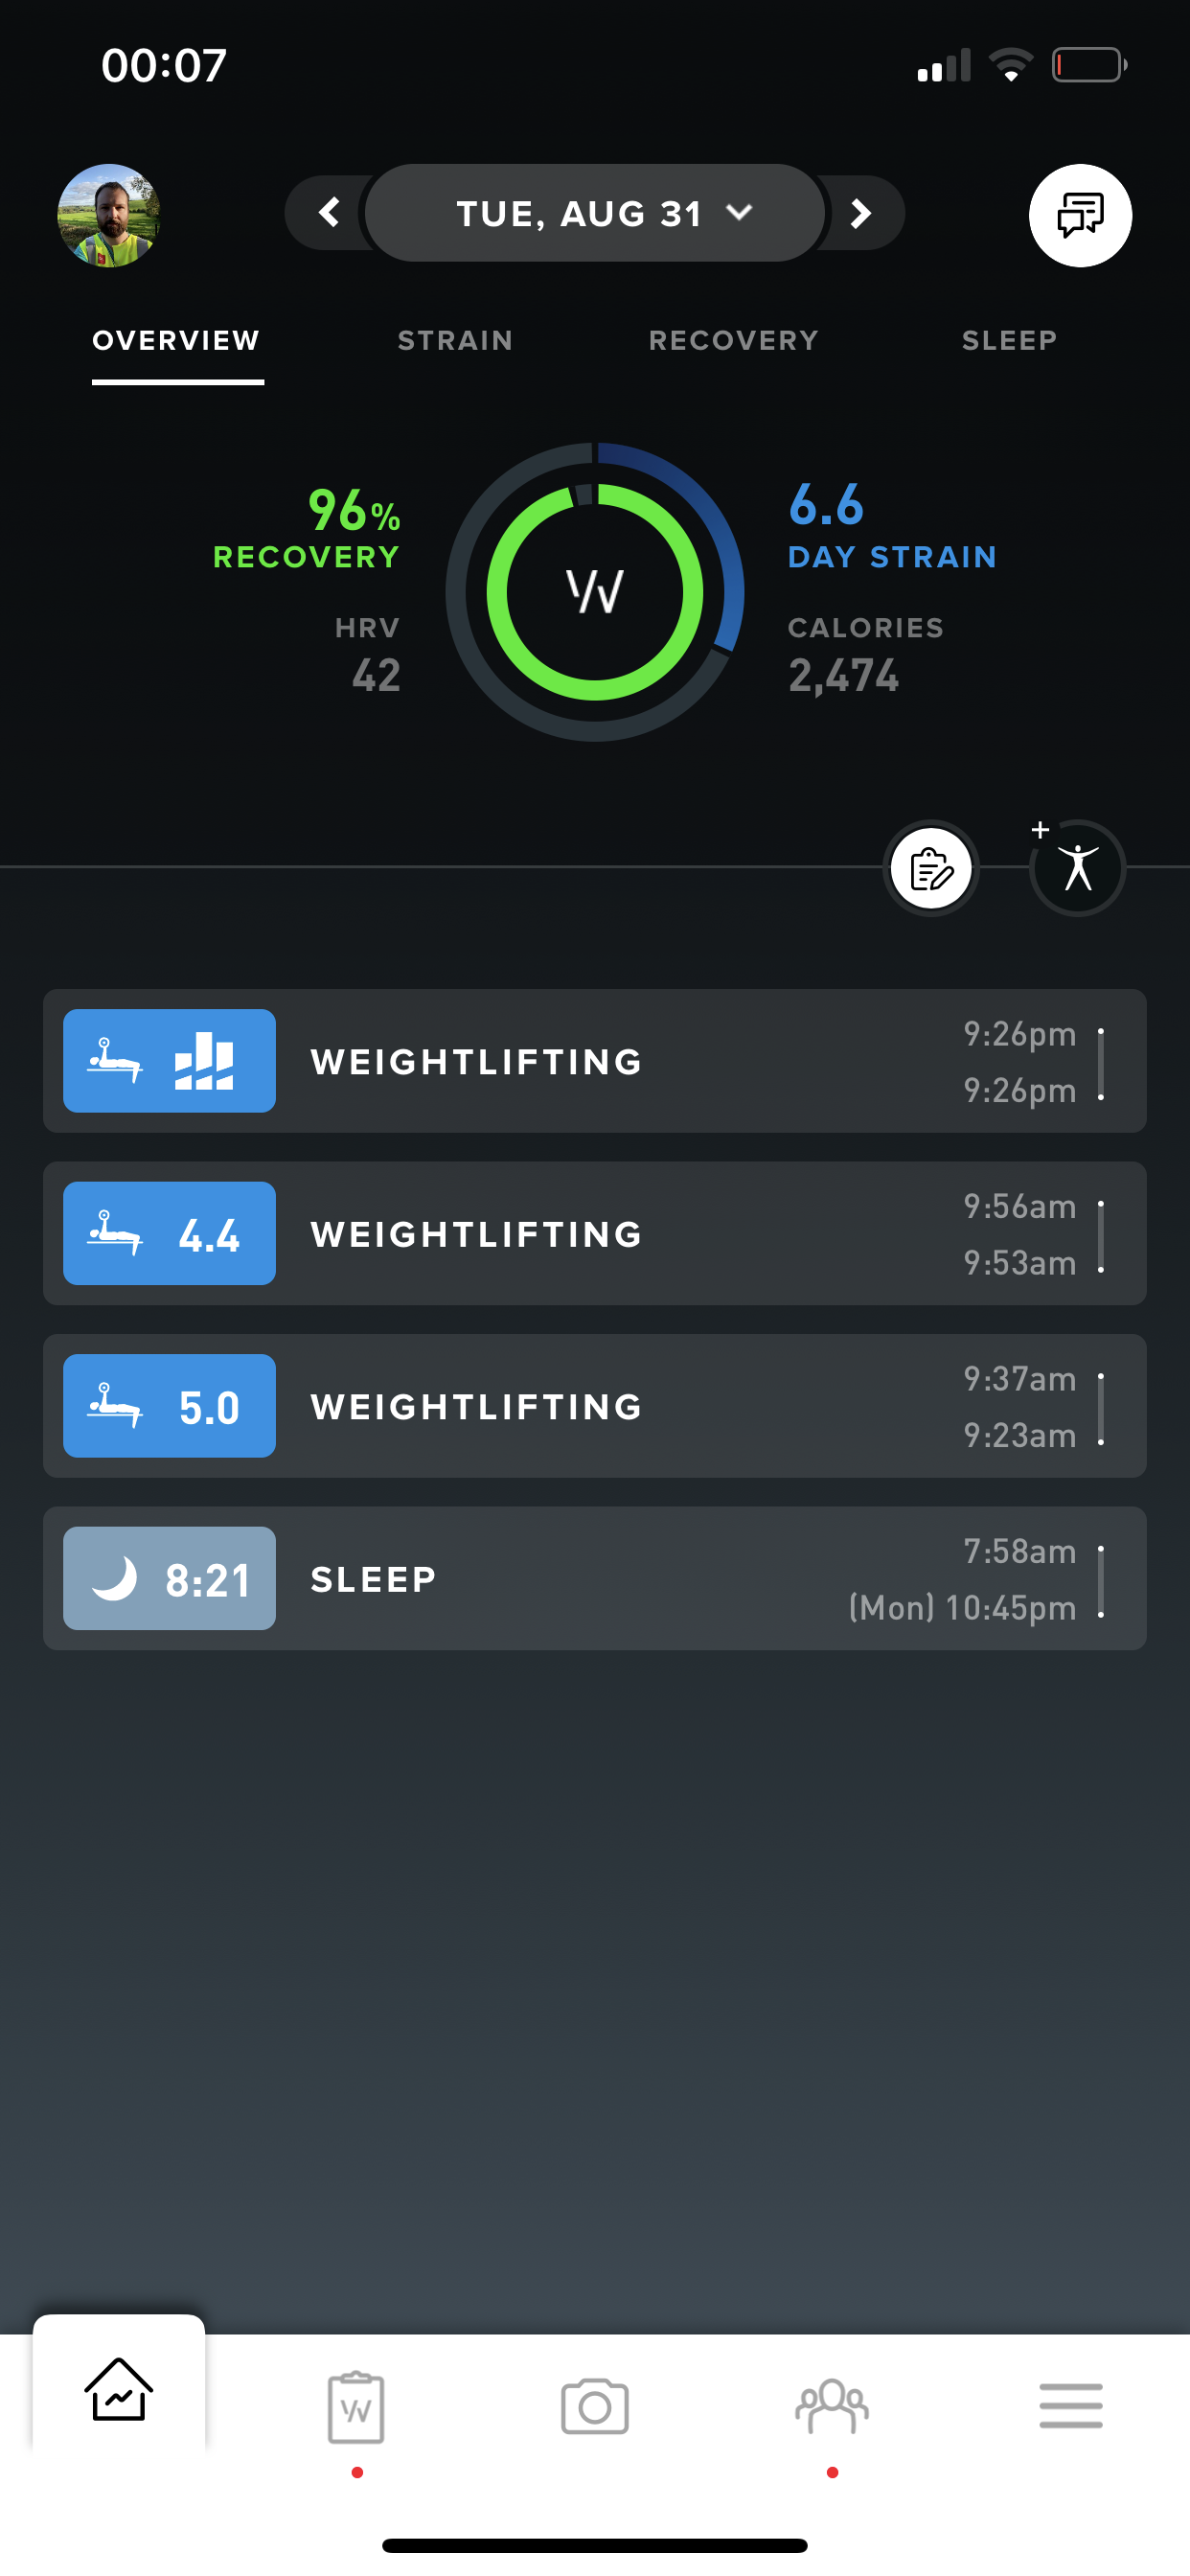 00:07
TUE, AUG 31
OVERVIEW STRAIN RECOVERY SLEEP
96%
RECOVERY
HRV
42
6.6
DAY STRAIN
CALORIES
2,474
WEIGHTLIFTING
9:26pm
9:26pm
4.4 WEIGHTLIFTING
9:56am
9:53am
5.0 WEIGHTLIFTING
9:37am
9:23am
8:21 SLEEP
7:58am
(Mon) 10:45pm